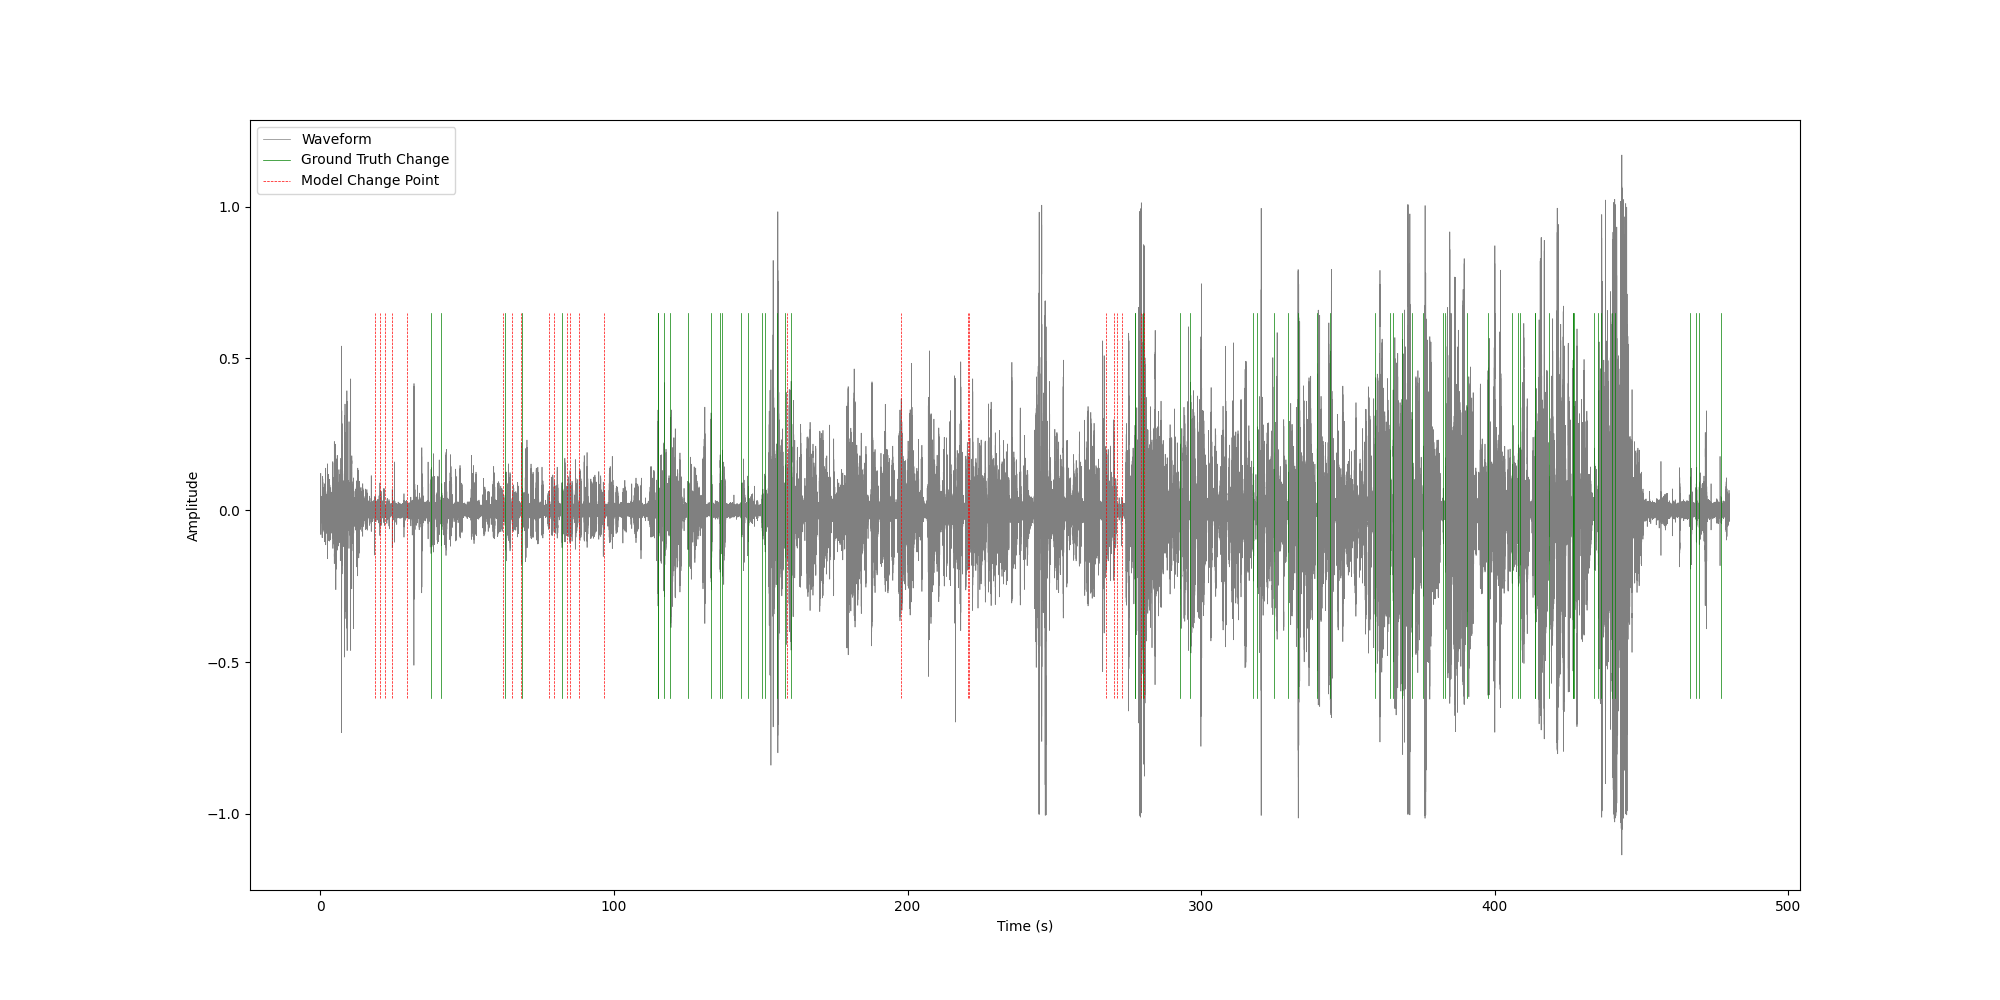 Waveform
Ground Truth Change
Model Change Point
1.0
0.5
0.0
−0.5
−1.0
Amplitude
0 100 200 300 400 500
Time (s)